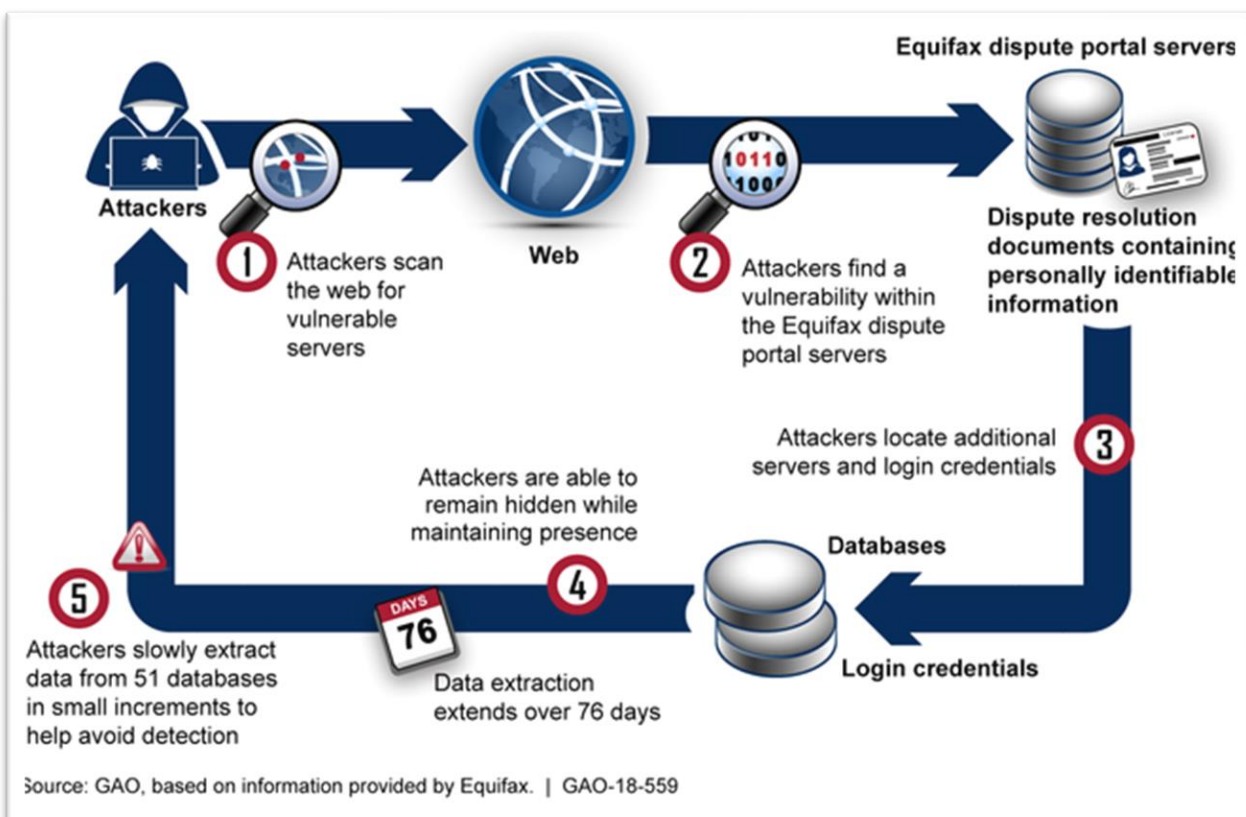 Equifax dispute portal servers
Attackers
Web
1
Attackers scan
the web for
vulnerable
servers
2
Attackers find a
vulnerability within
the Equifax dispute
portal servers
1011
10110
11000
Dispute resolution
documents containing
personally identifiable
information
3
Attackers locate additional
servers and login credentials
Databases
Login credentials
4
Attackers are able to
remain hidden while
maintaining presence
DAYS
76
Data extraction
extends over 76 days
5
Attackers slowly extract
data from 51 databases
in small increments to
help avoid detection
Source: GAO, based on information provided by Equifax. | GAO-18-559